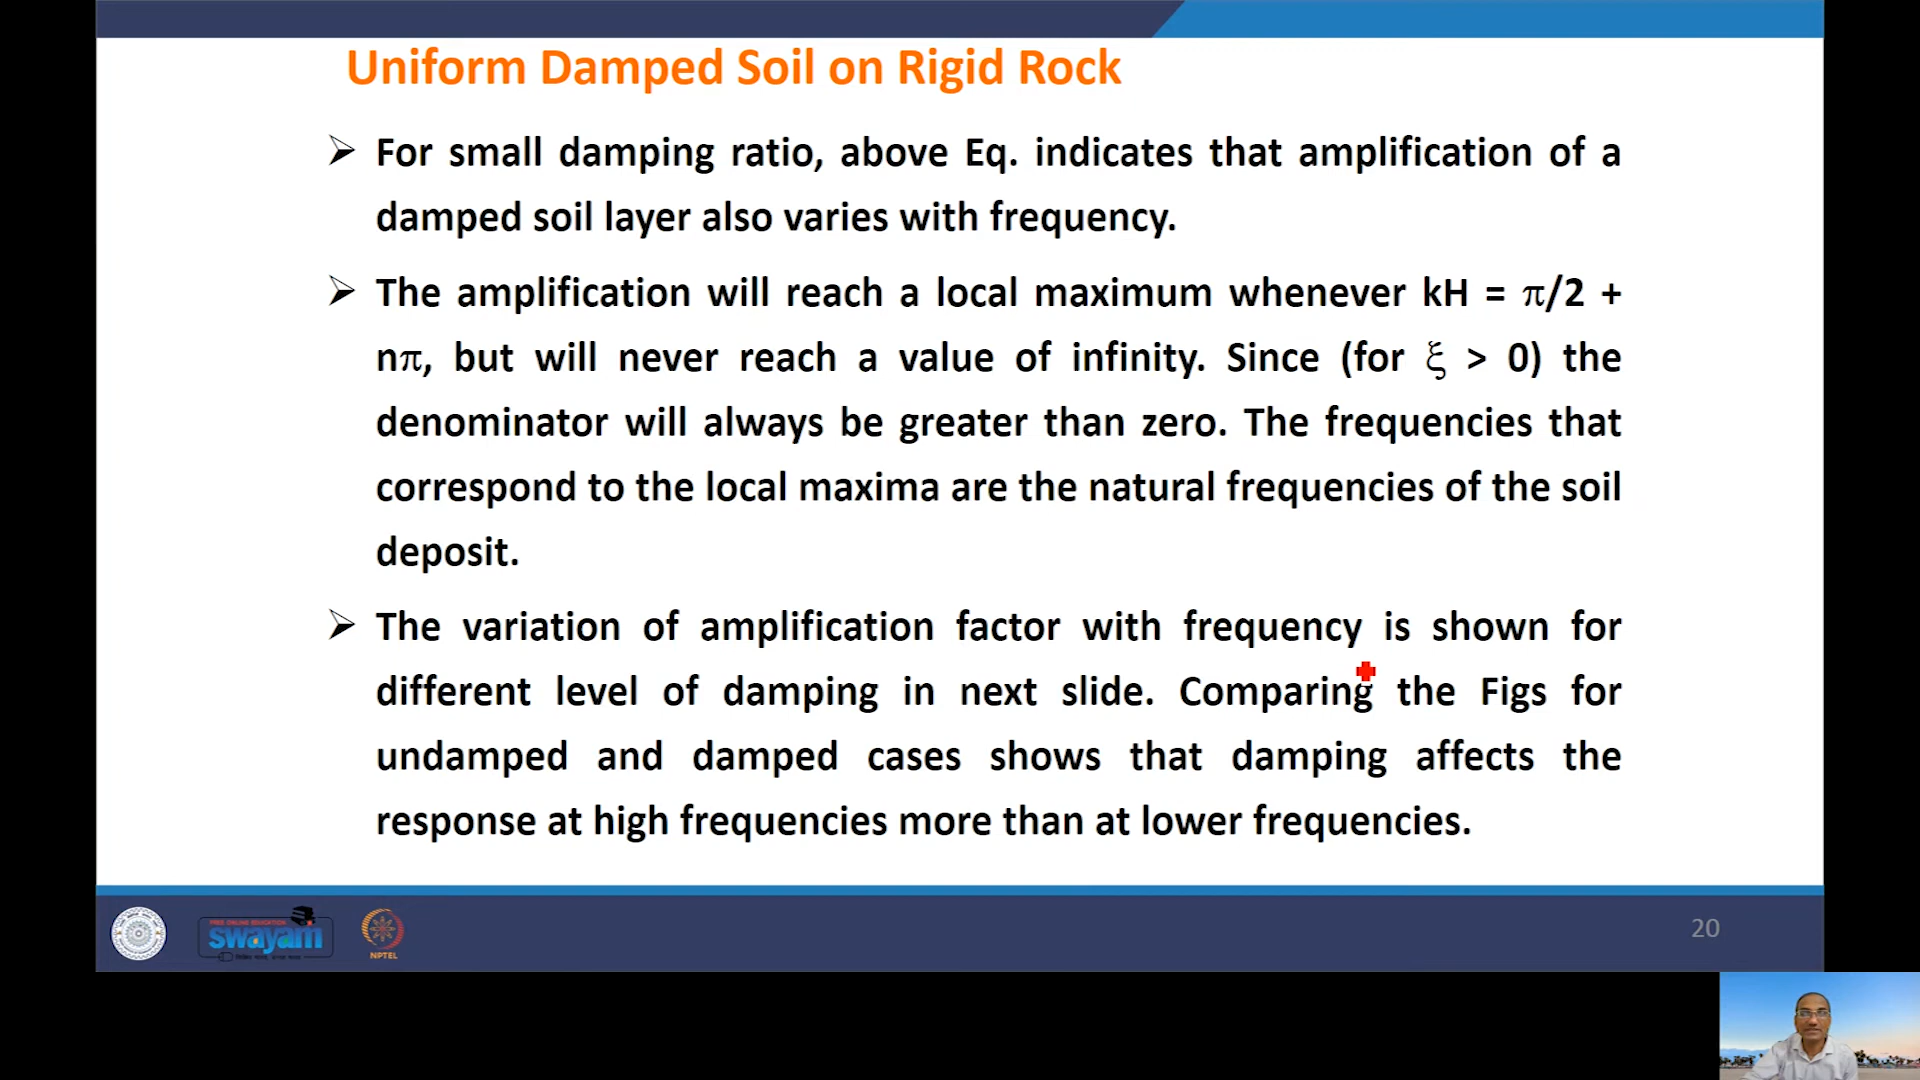 Uniform Damped Soil on Rigid Rock
➢ For small damping ratio, above Eq. indicates that amplification of a
damped soil layer also varies with frequency.
➢ The amplification will reach a local maximum whenever kH = π/2 +
nπ, but will never reach a value of infinity. Since (for ξ > 0) the
denominator will always be greater than zero. The frequencies that
correspond to the local maxima are the natural frequencies of the soil
deposit.
➢ The variation of amplification factor with frequency is shown for
different level of damping in next slide. Comparing the Figs for
undamped and damped cases shows that damping affects the
response at high frequencies more than at lower frequencies.
FREE ONLINE EDUCATION
swayam
NPTEL
20